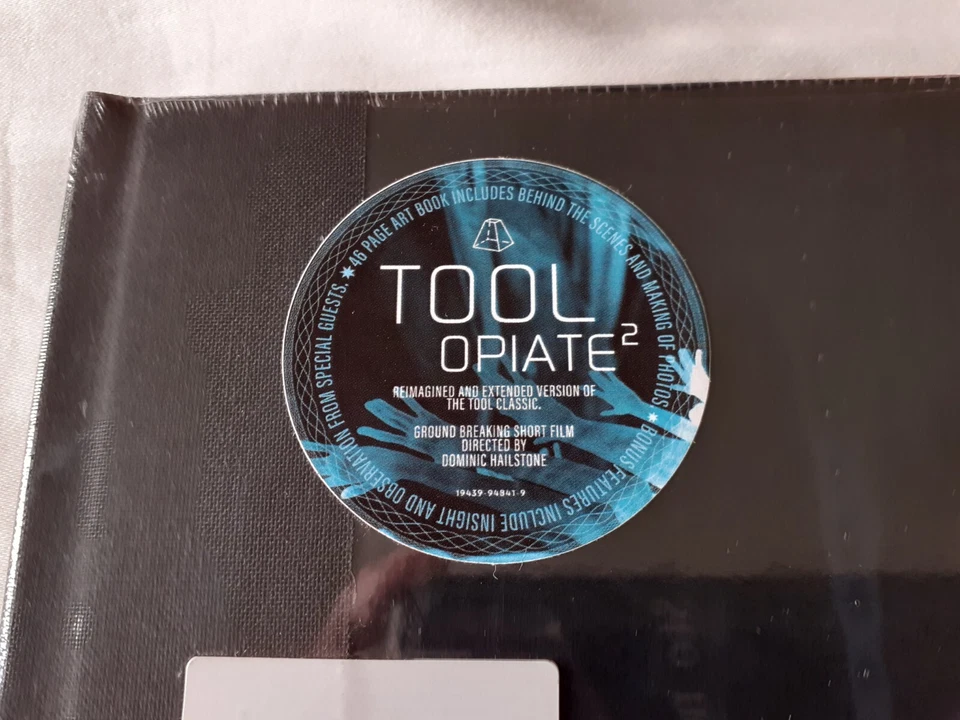 TOOL
OPIATE²
REIMAGINED AND EXTENDED VERSION OF
THE TOOL CLASSIC.
GROUND BREAKING SHORT FILM
DIRECTED BY
DOMINIC HAILSTONE
19439-94841-9
✷ 46 PAGE ART BOOK INCLUDES BEHIND THE SCENES AND MAKING OF PHOTOS. ✷ BONUS FEATURES INCLUDE INSIGHT AND OBSERVATION FROM SPECIAL GUESTS.